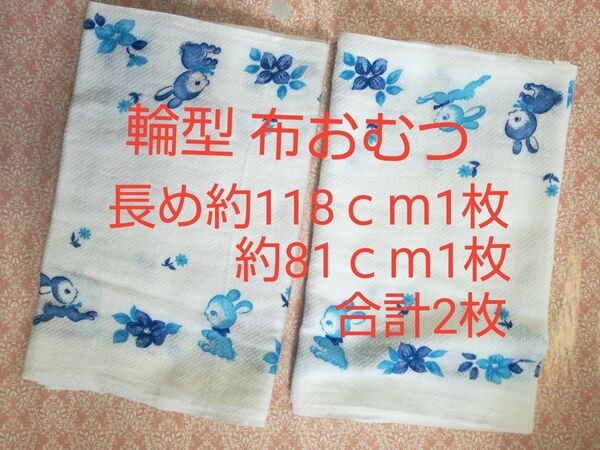 輪型 布おむつ
長め約118ｃｍ1枚
約81ｃｍ1枚
合計2枚